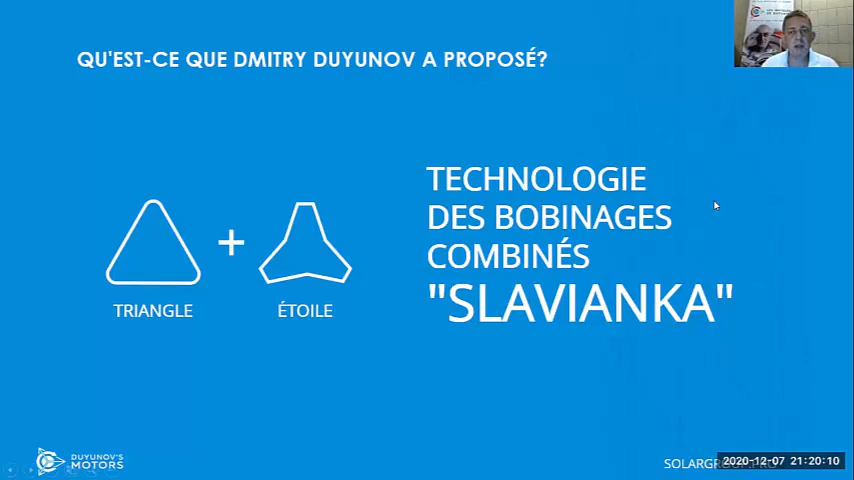 QU'EST-CE QUE DMITRY DUYUNOV A PROPOSÉ?
TECHNOLOGIE
DES BOBINAGES
COMBINÉS
"SLAVIANKA"
+
TRIANGLE
ÉTOILE
DUYUNOV'S
MOTORS
2020-12-07 21:20:10